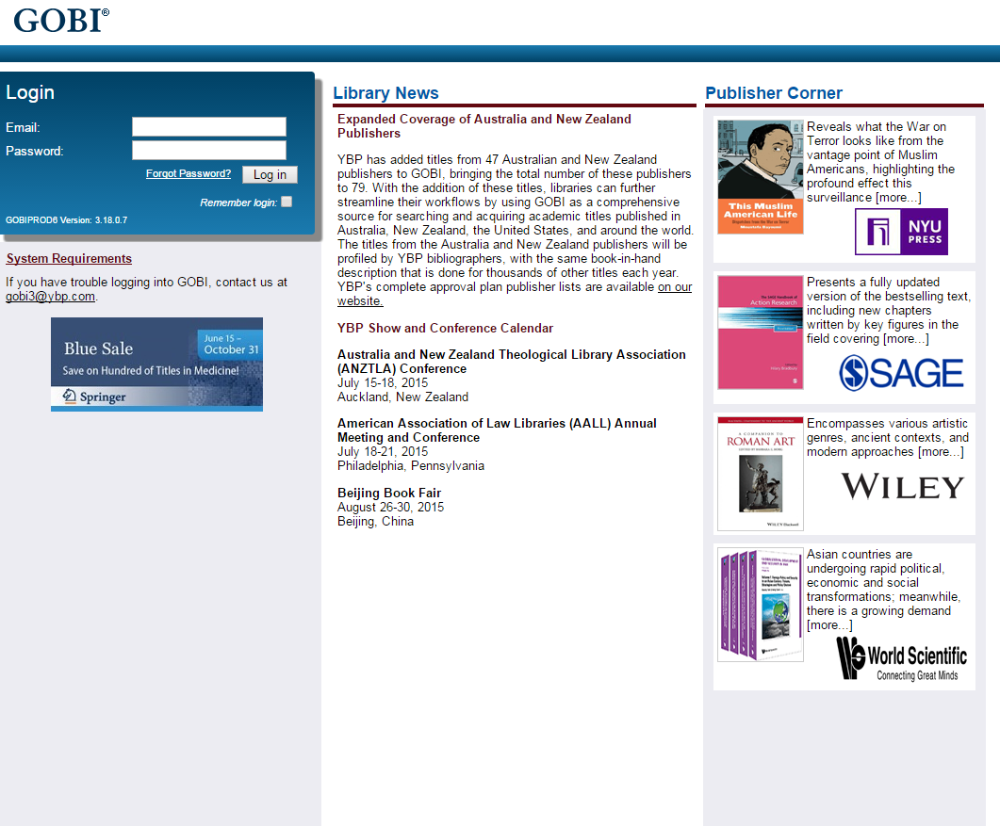 GOBI®
Login
Email:
Password:
Forgot Password?
Log in
Remember login:
GOBIPROD6 Version: 3.18.0.7
System Requirements
If you have trouble logging into GOBI, contact us at
gobi3@ybp.com.
Blue Sale
June 15 –
October 31
Save on Hundred of Titles in Medicine!
Springer
Library News
Expanded Coverage of Australia and New Zealand
Publishers
YBP has added titles from 47 Australian and New Zealand
publishers to GOBI, bringing the total number of these publishers
to 79. With the addition of these titles, libraries can further
streamline their workflows by using GOBI as a comprehensive
source for searching and acquiring academic titles published in
Australia, New Zealand, the United States, and around the world.
The titles from the Australia and New Zealand publishers will be
profiled by YBP bibliographers, with the same book-in-hand
description that is done for thousands of other titles each year.
YBP's complete approval plan publisher lists are available on our
website.
YBP Show and Conference Calendar
Australia and New Zealand Theological Library Association
(ANZTLA) Conference
July 15-18, 2015
Auckland, New Zealand
American Association of Law Libraries (AALL) Annual
Meeting and Conference
July 18-21, 2015
Philadelphia, Pennsylvania
Beijing Book Fair
August 26-30, 2015
Beijing, China
Publisher Corner
This Muslim
American Life
Reveals what the War on
Terror looks like from the
vantage point of Muslim
Americans, highlighting the
profound effect this
surveillance [more...]
NYU
PRESS
The SAGE Handbook of
Action Research
Presents a fully updated
version of the bestselling text,
including new chapters
written by key figures in the
field covering [more...]
SAGE
A COMPANION TO
ROMAN ART
WILEY Blackwell
Encompasses various artistic
genres, ancient contexts, and
modern approaches [more...]
WILEY
Asian countries are
undergoing rapid political,
economic and social
transformations; meanwhile,
there is a growing demand
[more...]
World Scientific
Connecting Great Minds